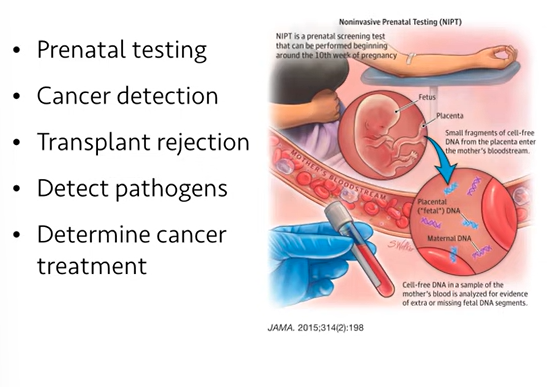 • Prenatal testing
• Cancer detection
• Transplant rejection
• Detect pathogens
• Determine cancer
treatment
Noninvasive Prenatal Testing (NIPT)
NIPT is a prenatal screening test
that can be performed beginning
around the 10th week of pregnancy
Fetus
Placenta
Small fragments of cell-free
DNA from the placenta enter
the mother's bloodstream.
MOTHER'S BLOODSTREAM
Placental
("fetal") DNA
Maternal DNA
Cell-free DNA in a sample of the
mother's blood is analyzed for evidence
of extra or missing fetal DNA segments.
JAMA. 2015;314(2):198